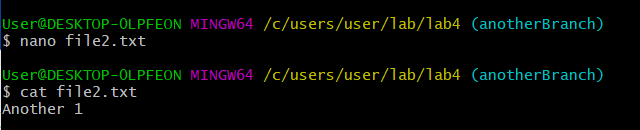 User@DESKTOP-OLPFEON MINGW64 /c/users/user/lab/lab4 (anotherBranch)
$ nano file2.txt
User@DESKTOP-OLPFEON MINGW64 /c/users/user/lab/lab4 (anotherBranch)
$ cat file2.txt
Another 1